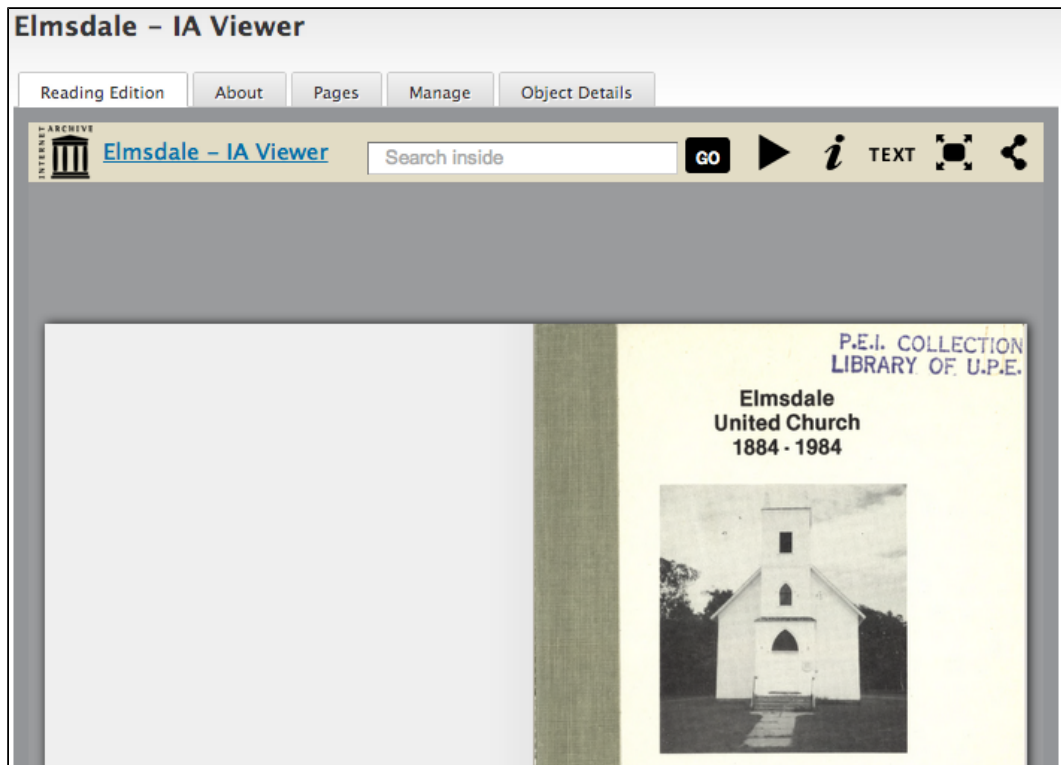 Elmsdale – IA Viewer
Reading Edition About Pages Manage Object Details
INTERNET ARCHIVE
Elmsdale – IA Viewer
Search inside
GO
i
TEXT
P.E.I. COLLECTION
LIBRARY OF U.P.E.
Elmsdale
United Church
1884 - 1984